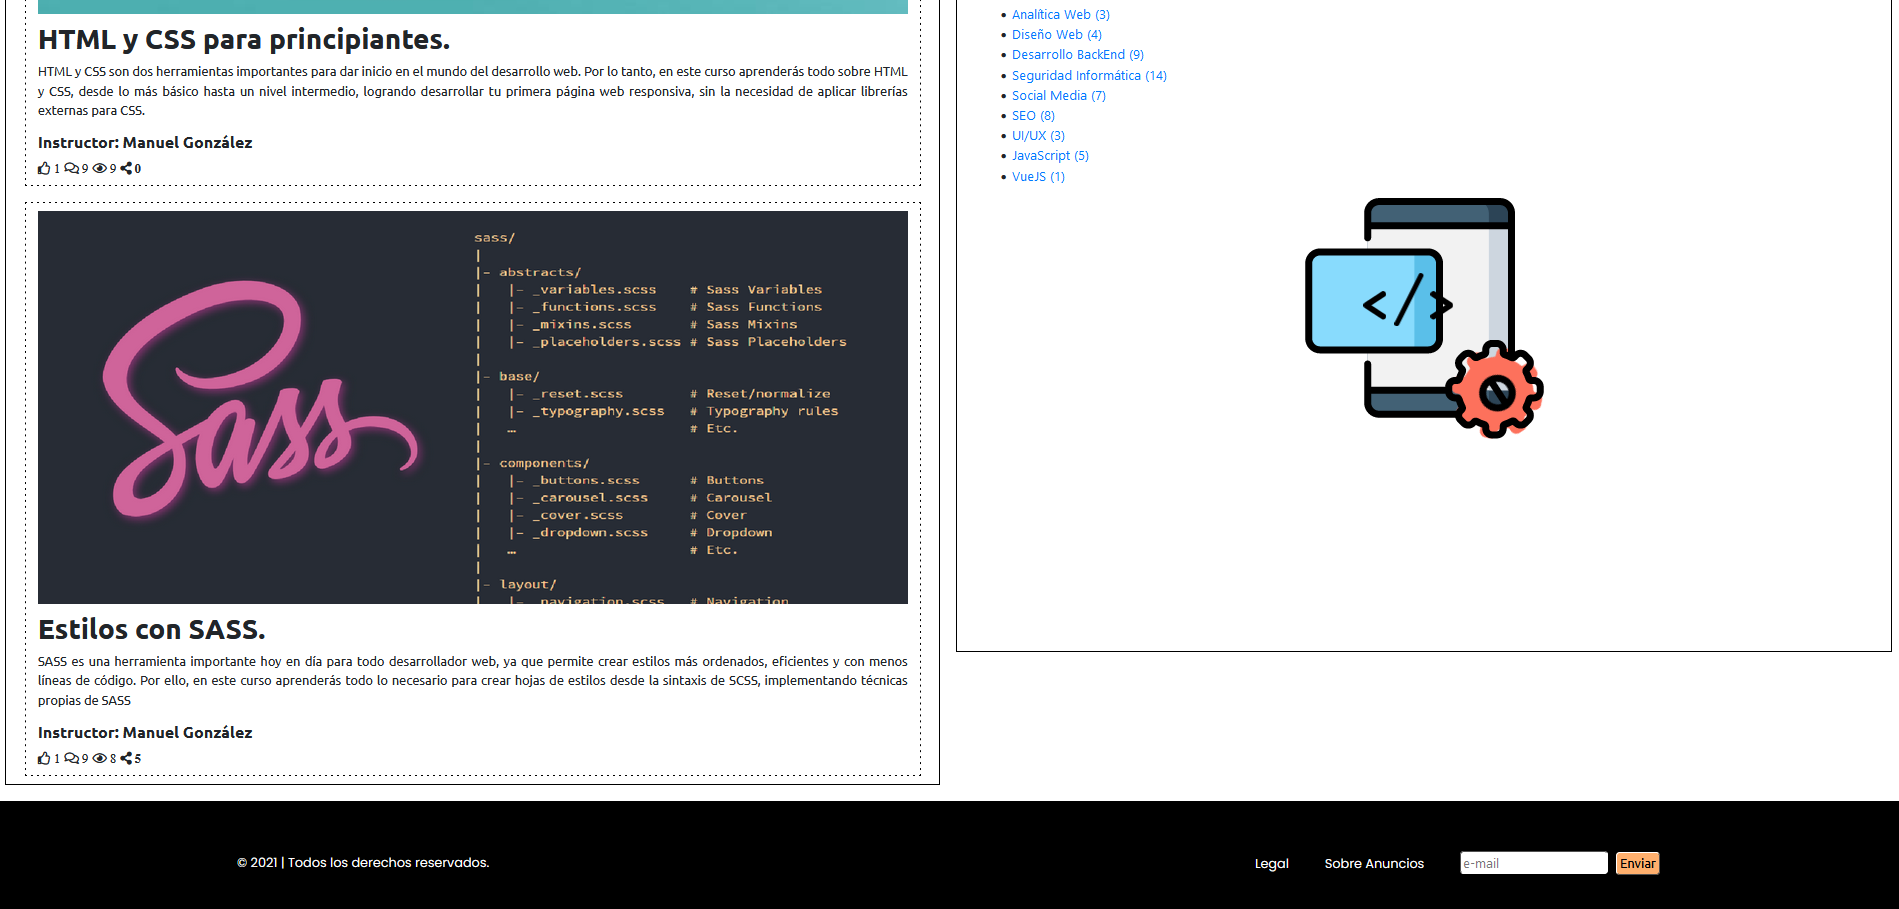 HTML y CSS para principiantes.
HTML y CSS son dos herramientas importantes para dar inicio en el mundo del desarrollo web. Por lo tanto, en este curso aprenderás todo sobre HTML
y CSS, desde lo más básico hasta un nivel intermedio, logrando desarrollar tu primera página web responsiva, sin la necesidad de aplicar librerías
externas para CSS.
Instructor: Manuel González
1 9 9 0
Sass
sass/
|
|- abstracts/
| |- _variables.scss # Sass Variables
| |- _functions.scss # Sass Functions
| |- _mixins.scss # Sass Mixins
| |- _placeholders.scss # Sass Placeholders
|
|- base/
| |- _reset.scss # Reset/normalize
| |- _typography.scss # Typography rules
| … # Etc.
|
|- components/
| |- _buttons.scss # Buttons
| |- _carousel.scss # Carousel
| |- _cover.scss # Cover
| |- _dropdown.scss # Dropdown
| … # Etc.
|
|- layout/
| |- _navigation.scss # Navigation
Estilos con SASS.
SASS es una herramienta importante hoy en día para todo desarrollador web, ya que permite crear estilos más ordenados, eficientes y con menos
líneas de código. Por ello, en este curso aprenderás todo lo necesario para crear hojas de estilos desde la sintaxis de SCSS, implementando técnicas
propias de SASS
Instructor: Manuel González
1 9 8 5
• Analítica Web (3)
• Diseño Web (4)
• Desarrollo BackEnd (9)
• Seguridad Informática (14)
• Social Media (7)
• SEO (8)
• UI/UX (3)
• JavaScript (5)
• VueJS (1)
</>
© 2021 | Todos los derechos reservados.
Legal
Sobre Anuncios
e-mail
Enviar